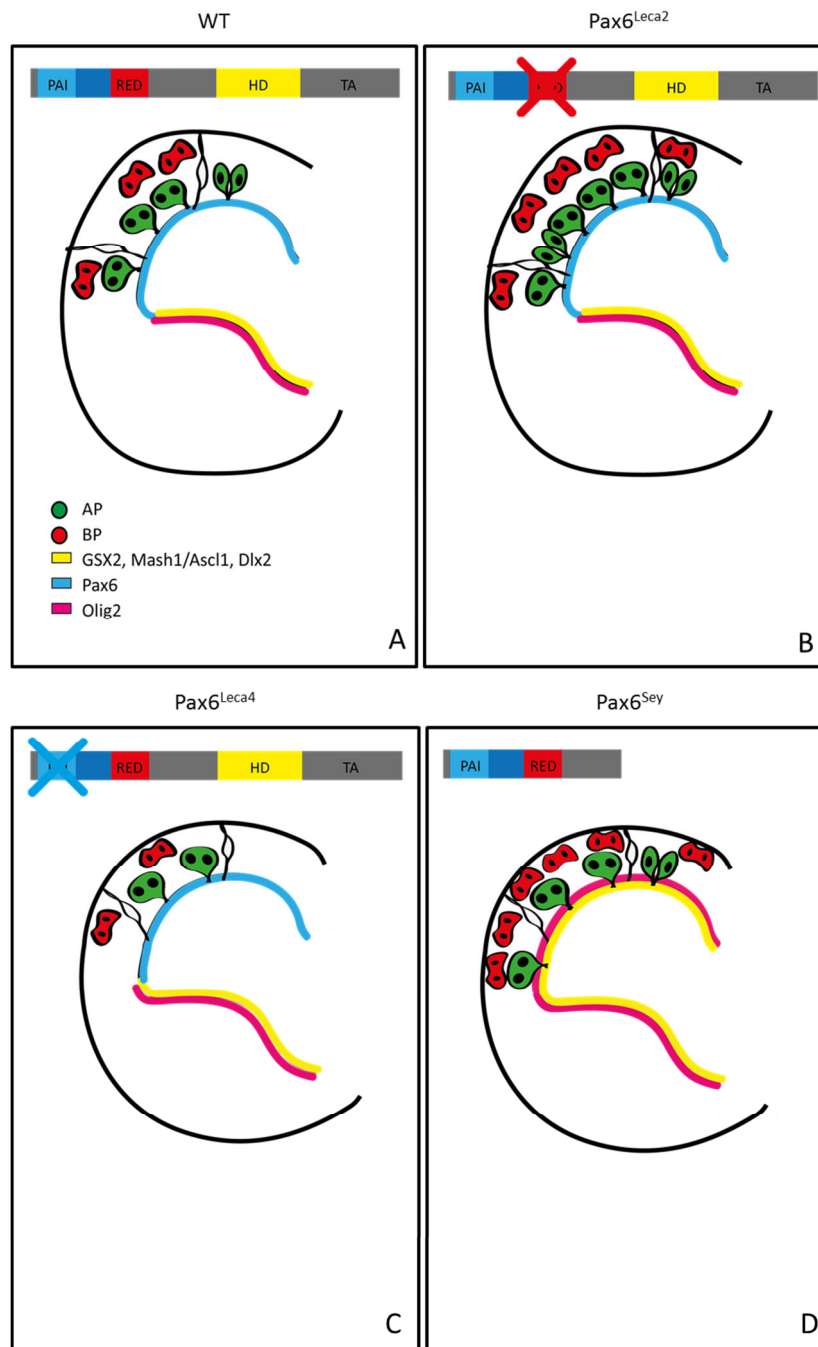 WT
PAI RED HD TA
AP
BP
GSX2, Mash1/Ascl1, Dlx2
Pax6
Olig2
A
Pax6Leca2
PAI HD TA
B
Pax6Leca4
RED HD TA
C
Pax6Sey
PAI RED
D